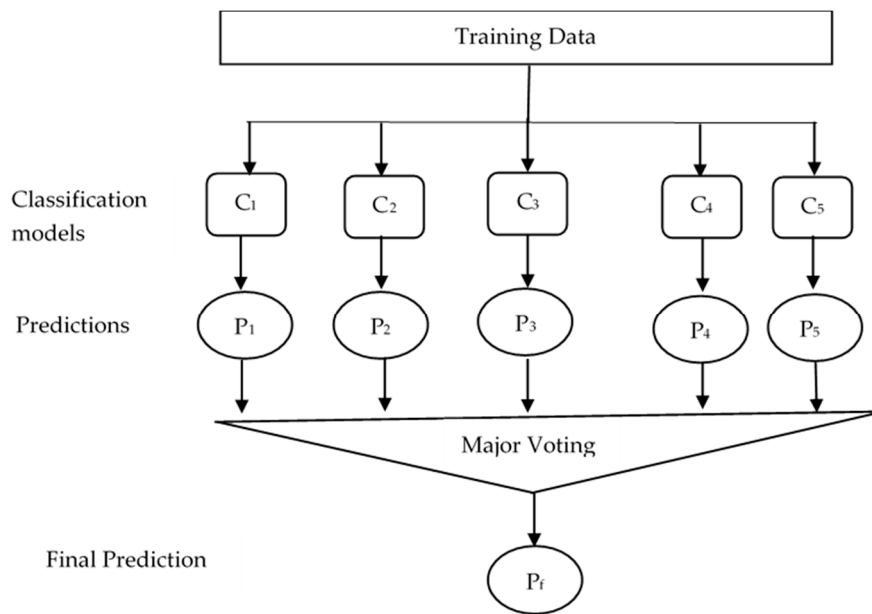 Training Data
Classification
models
C₁ C₂ C₃ C₄ C₅
Predictions
P₁ P₂ P₃ P₄ P₅
Major Voting
Final Prediction
P_f